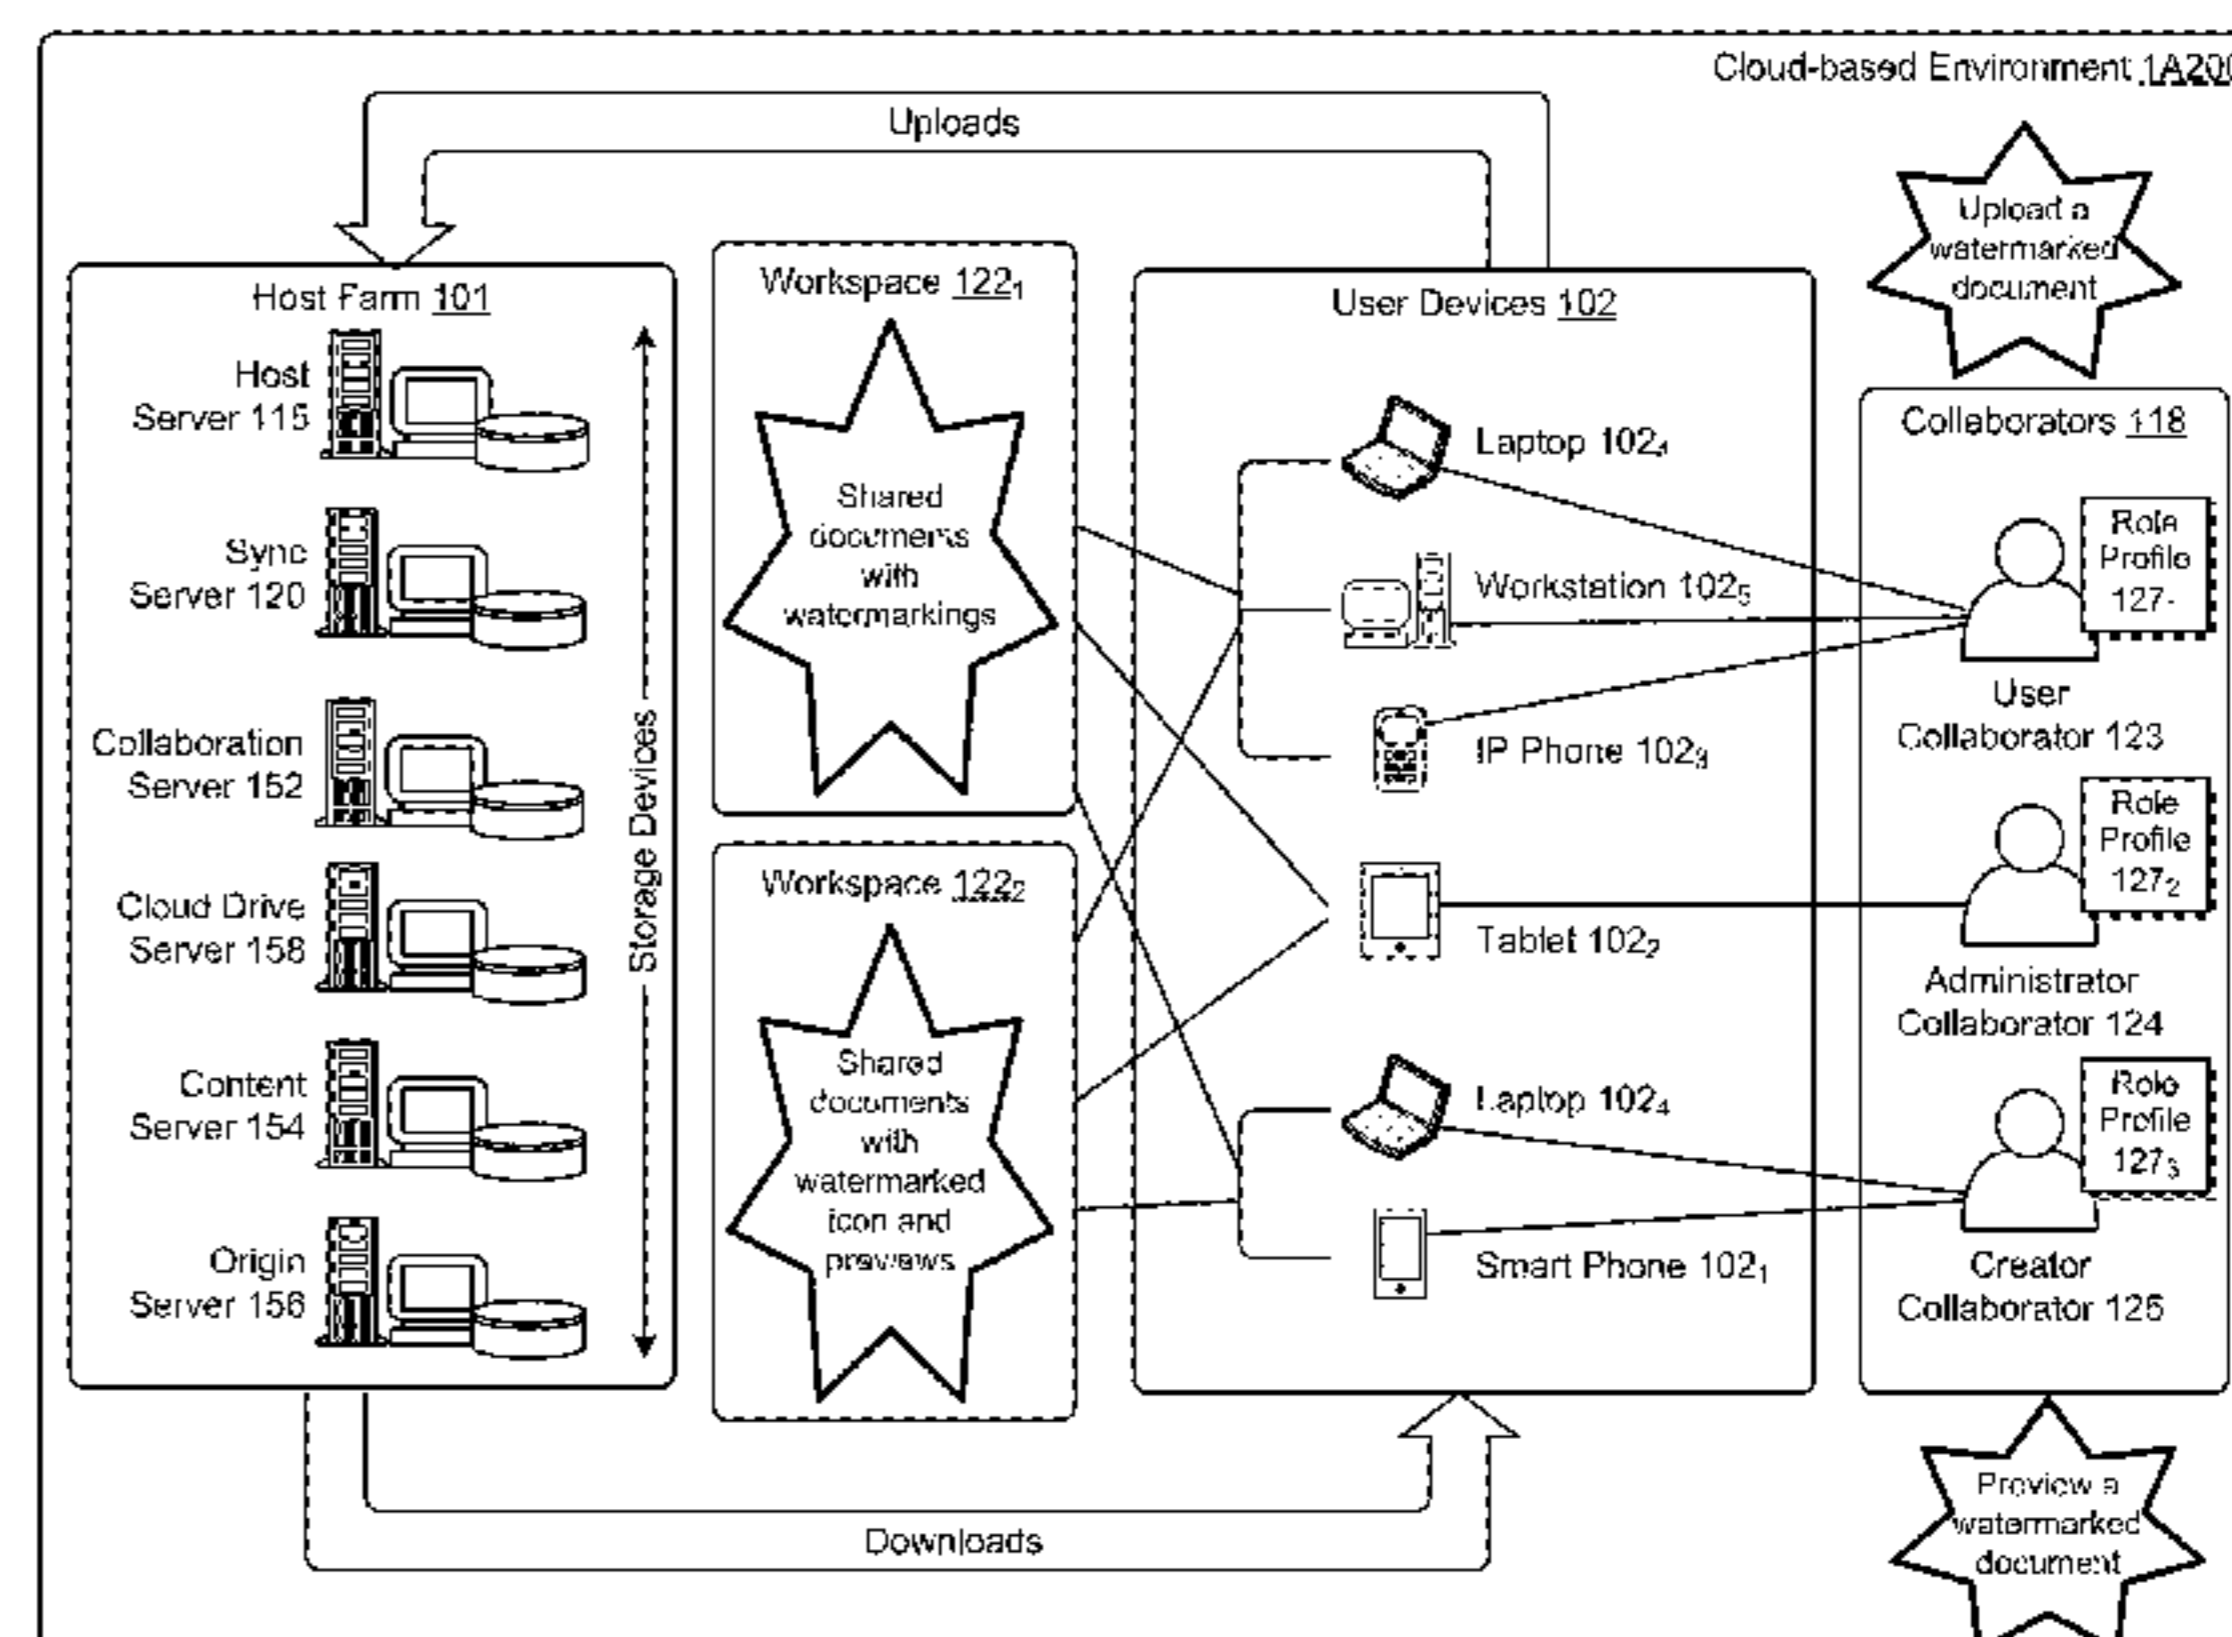 Cloud-based Environment 1A200
Uploads
Upload a
watermarked
document
Host Farm 101
Host
Server 115
Sync
Server 120
Collaboration
Server 152
Cloud Drive
Server 158
Content
Server 154
Origin
Server 156
Storage Devices
Workspace 122₁
Shared
documents
with
watermarkings
Workspace 122₂
Shared
documents
with
watermarked
icon and
previews
User Devices 102
Laptop 102₄
Workstation 102₅
IP Phone 102₃
Tablet 102₂
Laptop 102₄
Smart Phone 102₁
Collaborators 118
Role
Profile
127₁
User
Collaborator 123
Role
Profile
127₂
Administrator
Collaborator 124
Role
Profile
127₃
Creator
Collaborator 125
Downloads
Preview a
watermarked
document